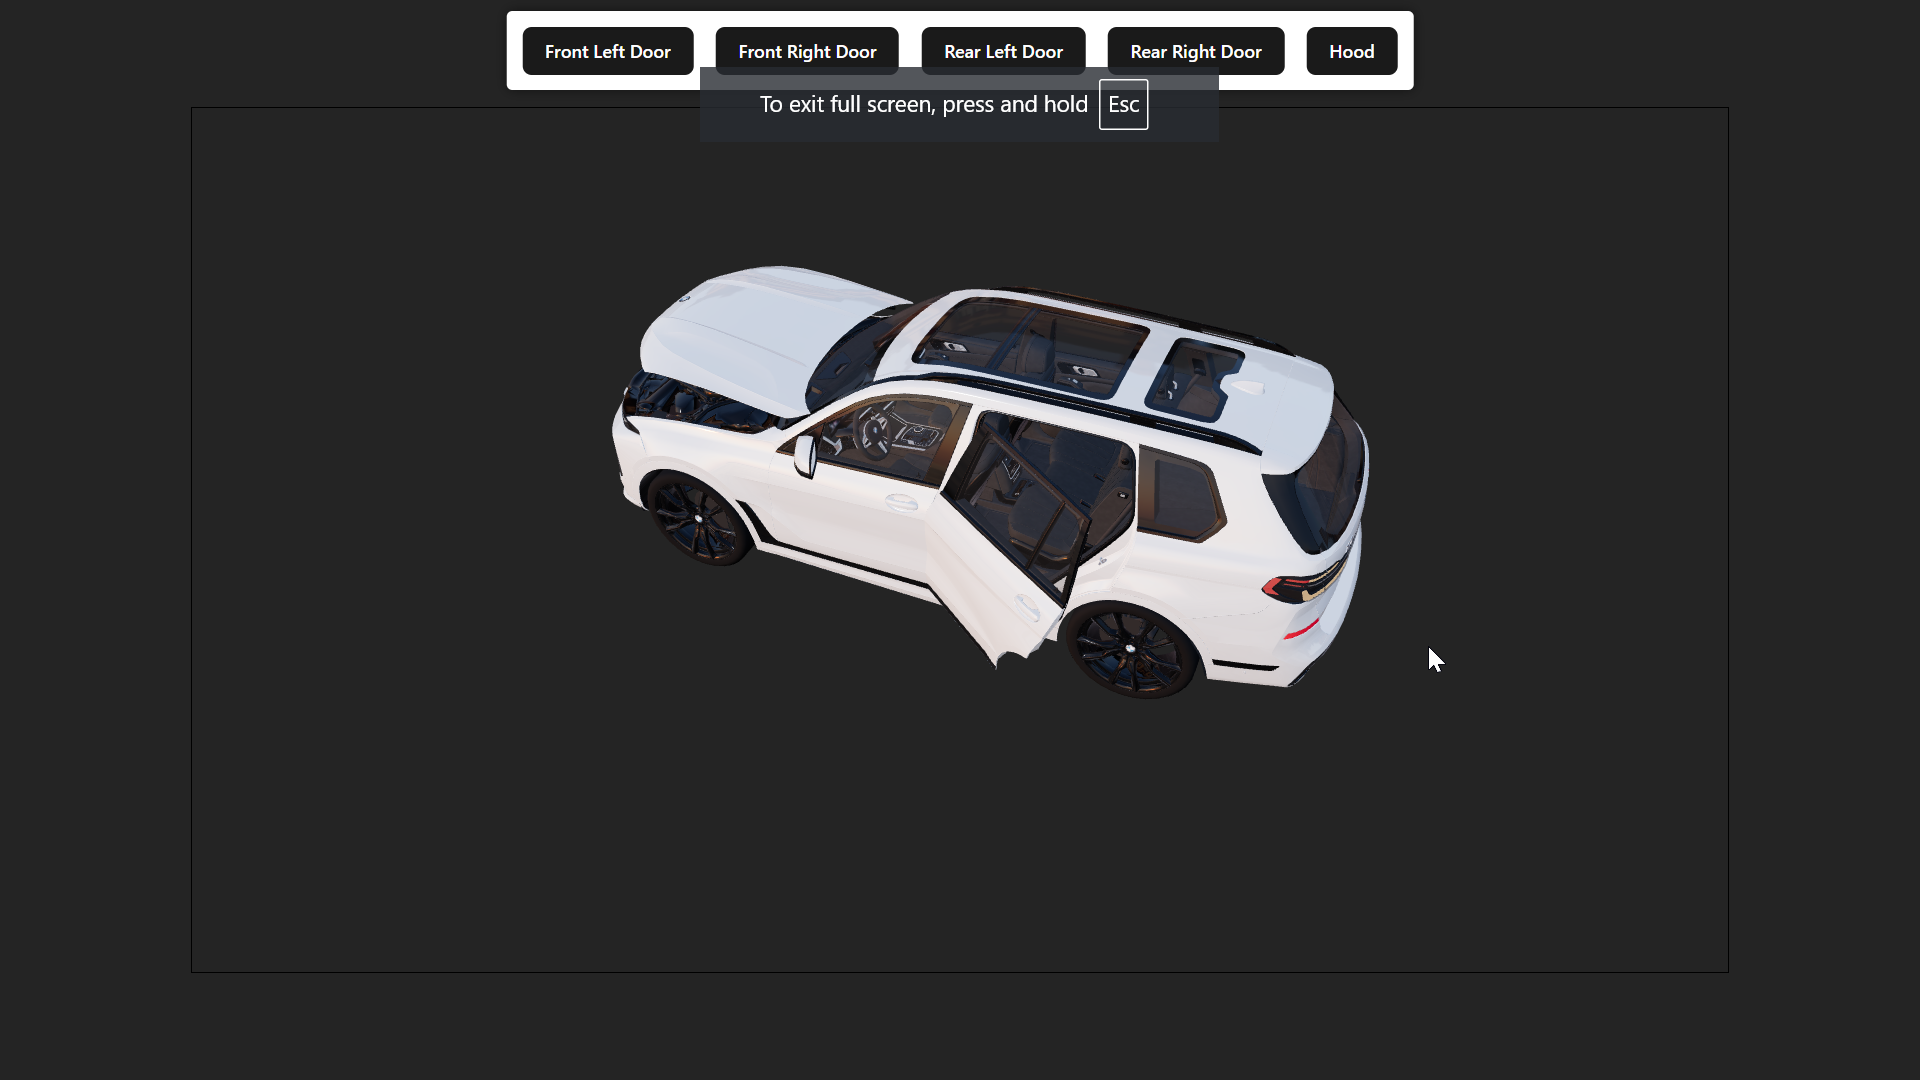 Front Left Door
Front Right Door
Rear Left Door
Rear Right Door
Hood
To exit full screen, press and hold Esc